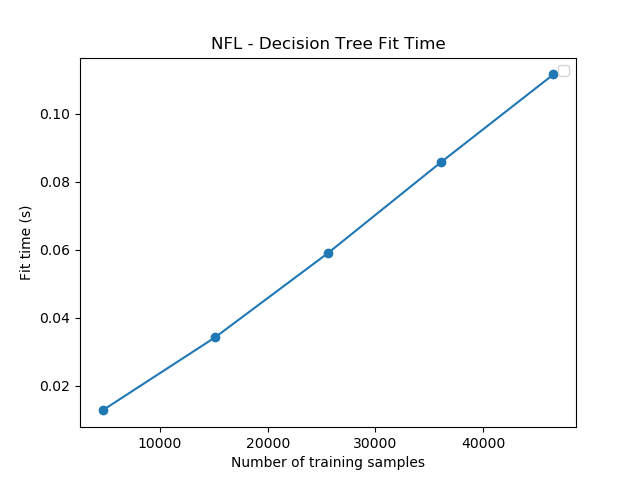 NFL - Decision Tree Fit Time
Fit time (s)
0.10
0.08
0.06
0.04
0.02
10000 20000 30000 40000
Number of training samples